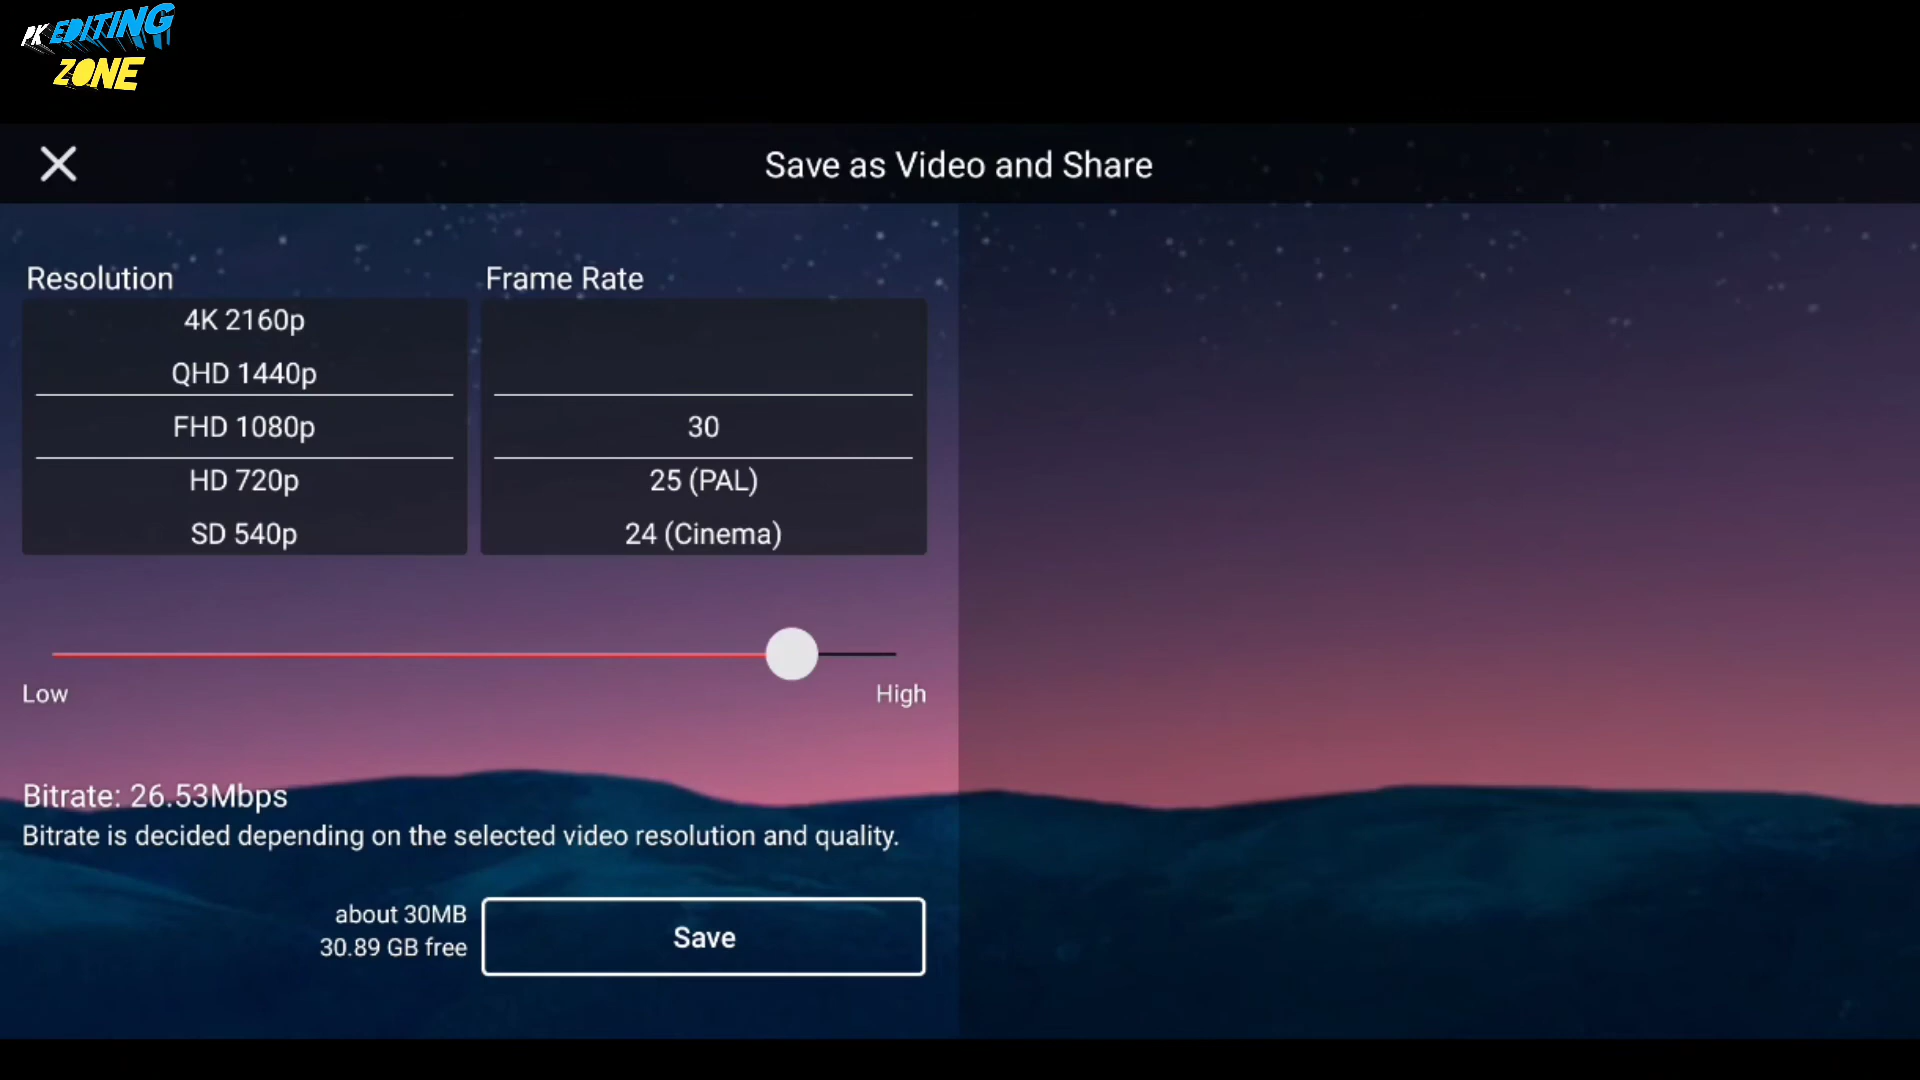 PK EDITING
ZONE
Save as Video and Share
Resolution
4K 2160p
QHD 1440p
FHD 1080p
HD 720p
SD 540p
Frame Rate
30
25 (PAL)
24 (Cinema)
Low
High
Bitrate: 26.53Mbps
Bitrate is decided depending on the selected video resolution and quality.
about 30MB
30.89 GB free
Save